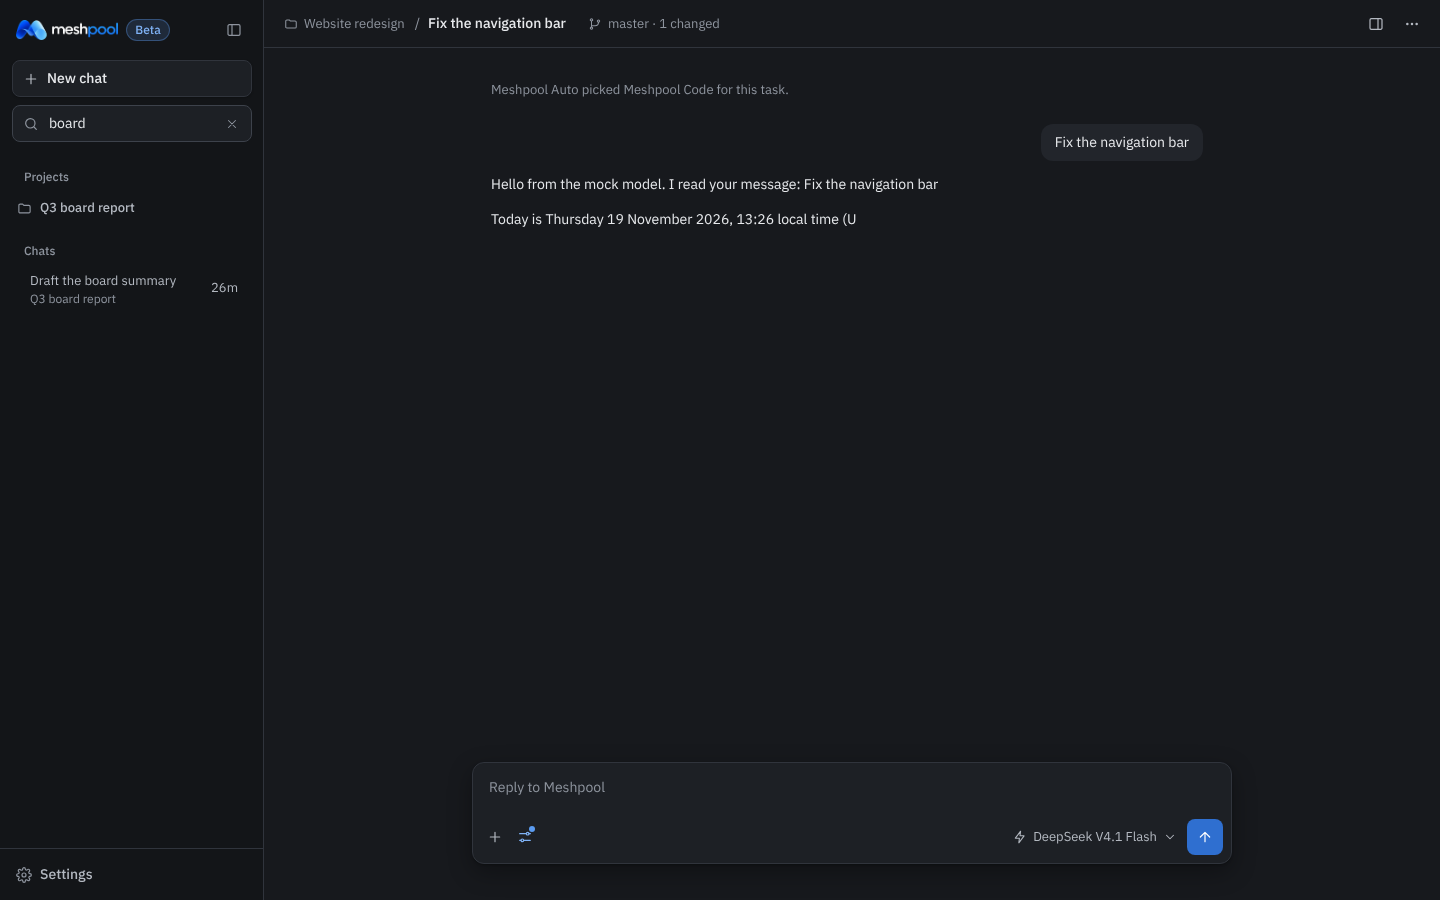 meshpool Beta
New chat
board
Projects
Q3 board report
Chats
Draft the board summary
Q3 board report
26m
Settings
Website redesign / Fix the navigation bar master · 1 changed
Meshpool Auto picked Meshpool Code for this task.
Fix the navigation bar
Hello from the mock model. I read your message: Fix the navigation bar
Today is Thursday 19 November 2026, 13:26 local time (U
Reply to Meshpool
DeepSeek V4.1 Flash